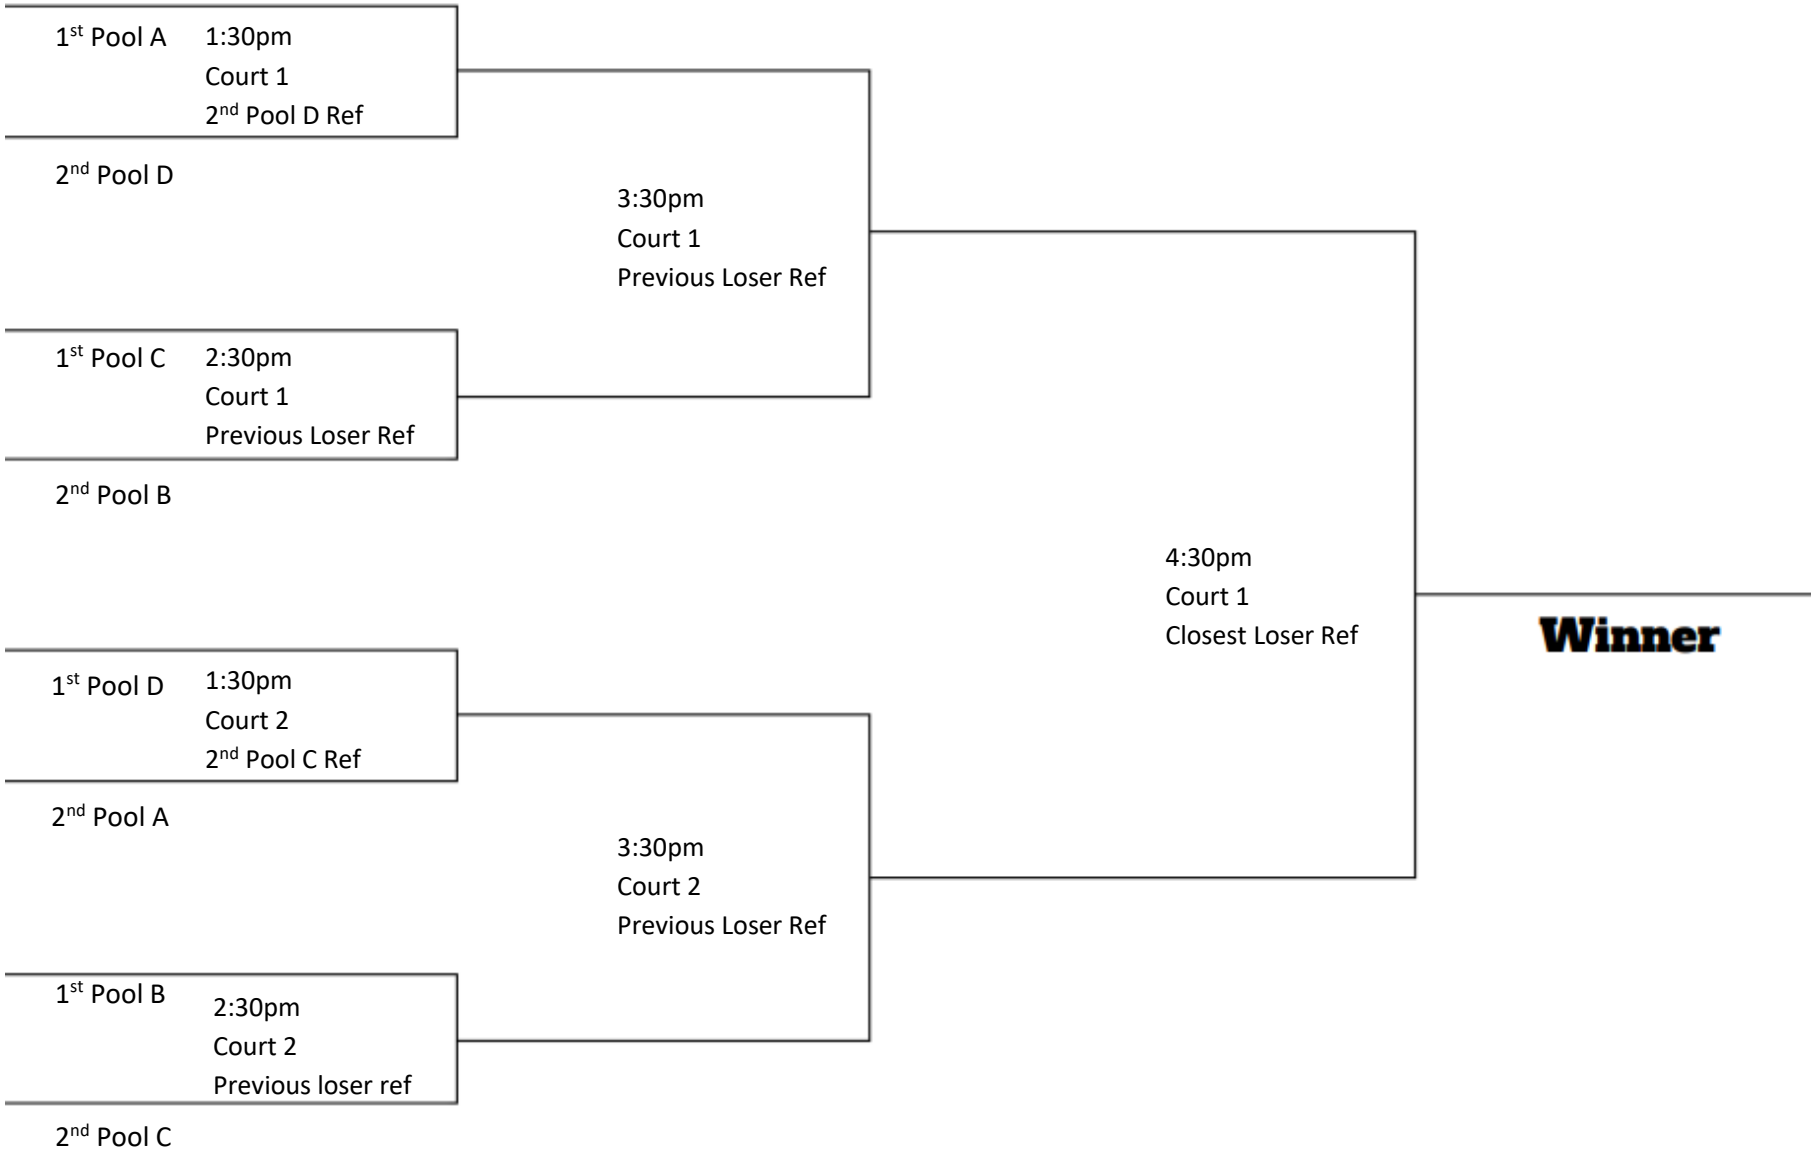 1st Pool A
1:30pm
Court 1
2nd Pool D Ref
2nd Pool D
3:30pm
Court 1
Previous Loser Ref
1st Pool C
2:30pm
Court 1
Previous Loser Ref
2nd Pool B
4:30pm
Court 1
Closest Loser Ref
Winner
1st Pool D
1:30pm
Court 2
2nd Pool C Ref
2nd Pool A
3:30pm
Court 2
Previous Loser Ref
1st Pool B
2:30pm
Court 2
Previous loser ref
2nd Pool C